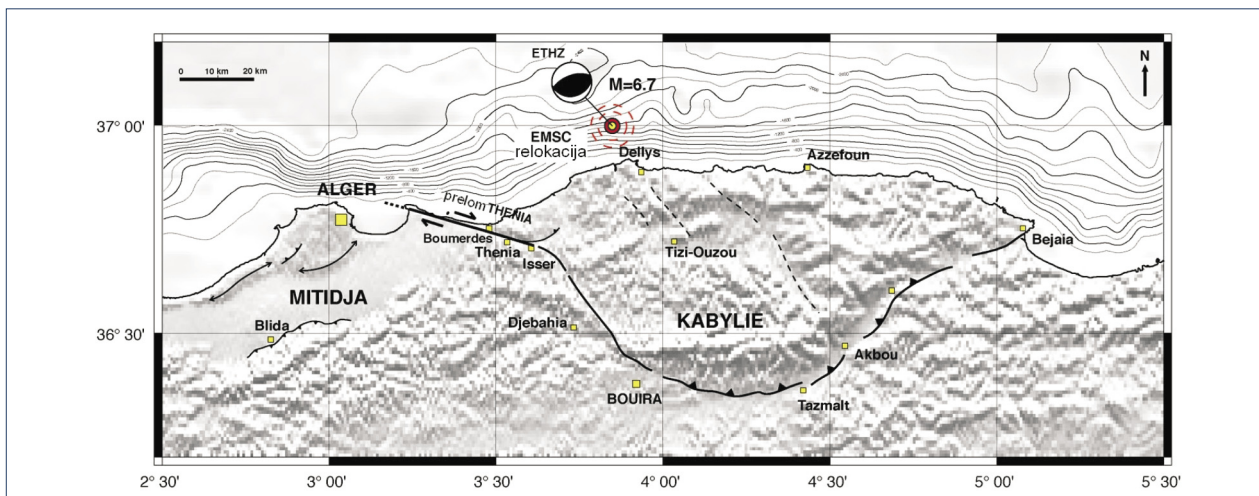 ETHZ
M=6.7
N
0 10 km 20 km
37° 00'
EMSC
relokacija
Dellys
Azzefoun
ALGER
prelom THENIA
Boumerdes
Thenia
Isser
Tizi-Ouzou
Bejaia
MITIDJA
KABYLIE
36° 30'
Blida
Djebahia
Akbou
BOUIRA
Tazmalt
2° 30' 3° 00' 3° 30' 4° 00' 4° 30' 5° 00' 5° 30'